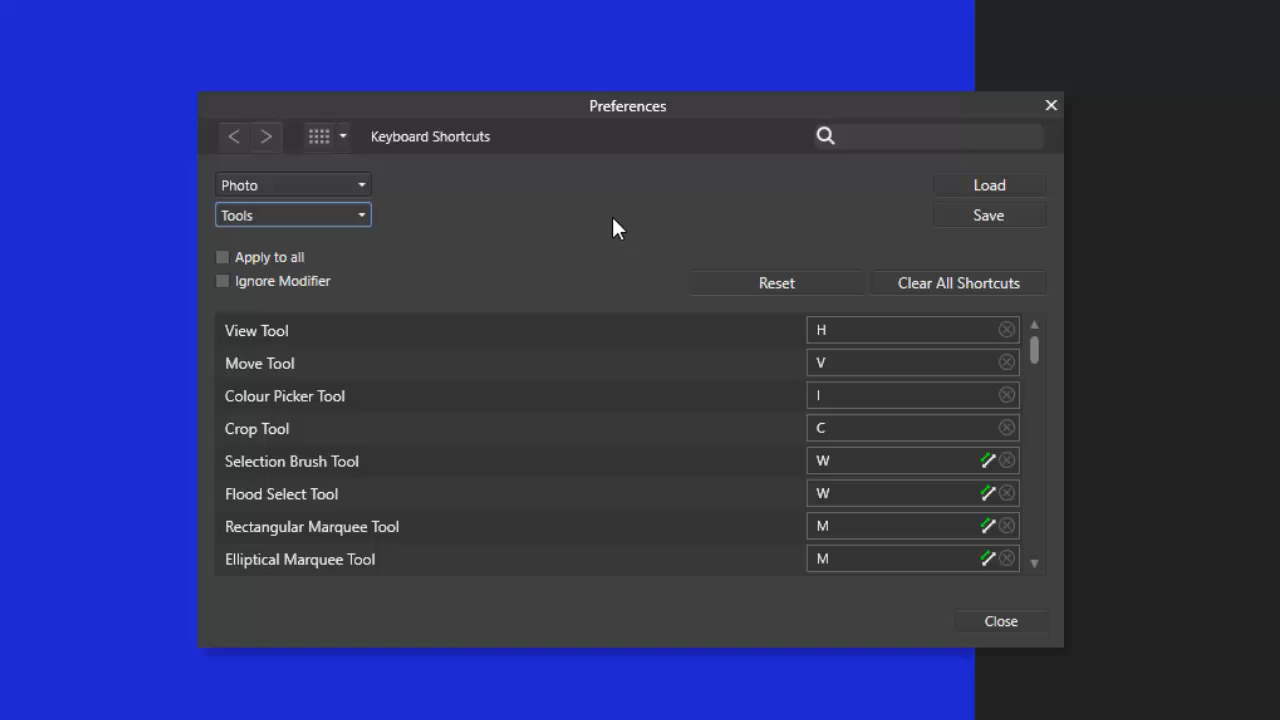 Preferences
Keyboard Shortcuts
Photo
Load
Tools
Save
Apply to all
Ignore Modifier
Reset
Clear All Shortcuts
View Tool H
Move Tool V
Colour Picker Tool I
Crop Tool C
Selection Brush Tool W
Flood Select Tool W
Rectangular Marquee Tool M
Elliptical Marquee Tool M
Close